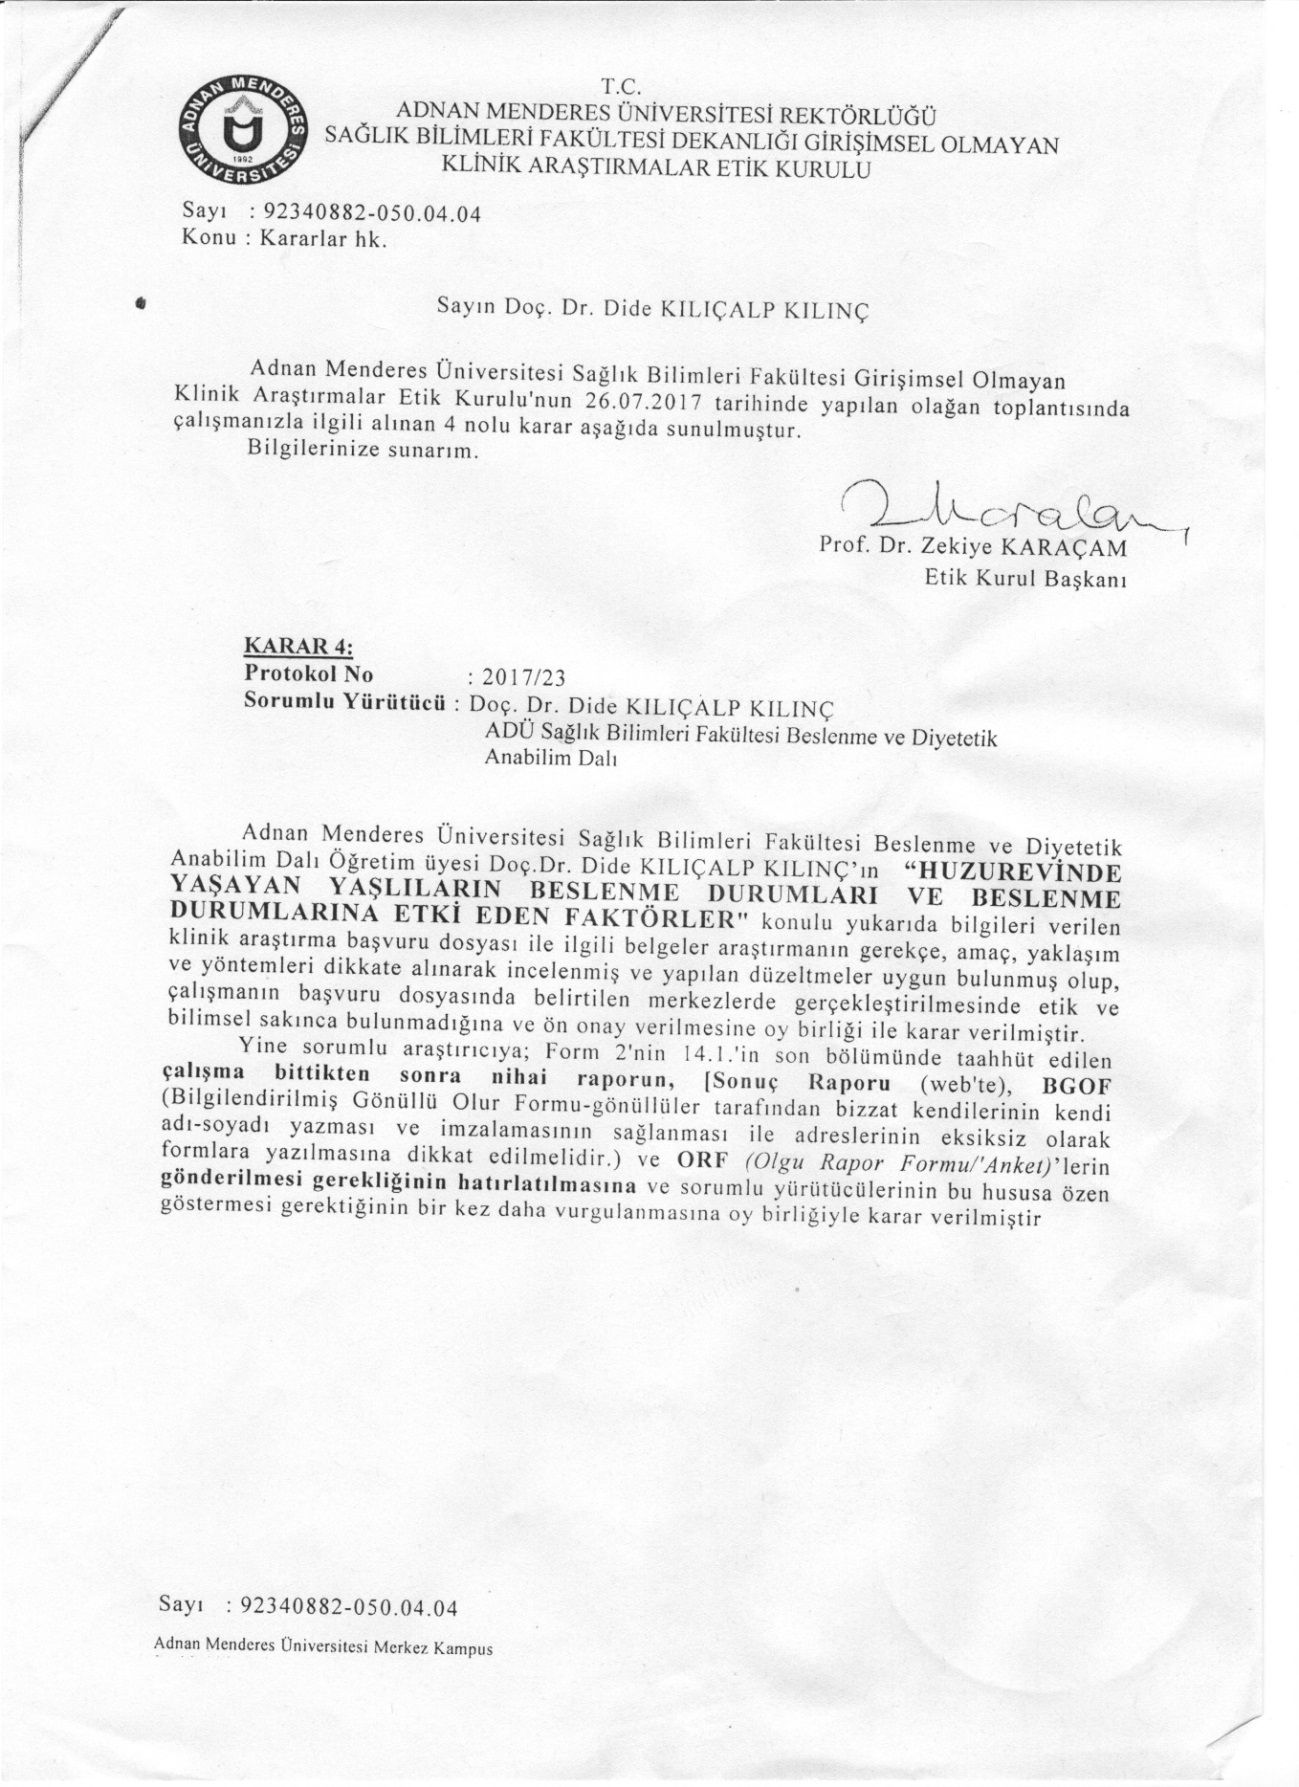 ADNAN MENDERES
ÜNİVERSİTESİ
1992
T.C.
ADNAN MENDERES ÜNİVERSİTESİ REKTÖRLÜĞÜ
SAĞLIK BİLİMLERİ FAKÜLTESİ DEKANLIĞI GİRİŞİMSEL OLMAYAN
KLİNİK ARAŞTIRMALAR ETİK KURULU
Sayı : 92340882-050.04.04
Konu : Kararlar hk.
Sayın Doç. Dr. Dide KILIÇALP KILINÇ
Adnan Menderes Üniversitesi Sağlık Bilimleri Fakültesi Girişimsel Olmayan
Klinik Araştırmalar Etik Kurulu'nun 26.07.2017 tarihinde yapılan olağan toplantısında
çalışmanızla ilgili alınan 4 nolu karar aşağıda sunulmuştur.
Bilgilerinize sunarım.
Prof. Dr. Zekiye KARAÇAM
Etik Kurul Başkanı
KARAR 4:
Protokol No : 2017/23
Sorumlu Yürütücü : Doç. Dr. Dide KILIÇALP KILINÇ
ADÜ Sağlık Bilimleri Fakültesi Beslenme ve Diyetetik
Anabilim Dalı
Adnan Menderes Üniversitesi Sağlık Bilimleri Fakültesi Beslenme ve Diyetetik
Anabilim Dalı Öğretim üyesi Doç.Dr. Dide KILIÇALP KILINÇ’ın “HUZUREVİNDE
YAŞAYAN YAŞLILARIN BESLENME DURUMLARI VE BESLENME
DURUMLARINA ETKİ EDEN FAKTÖRLER" konulu yukarıda bilgileri verilen
klinik araştırma başvuru dosyası ile ilgili belgeler araştırmanın gerekçe, amaç, yaklaşım
ve yöntemleri dikkate alınarak incelenmiş ve yapılan düzeltmeler uygun bulunmuş olup,
çalışmanın başvuru dosyasında belirtilen merkezlerde gerçekleştirilmesinde etik ve
bilimsel sakınca bulunmadığına ve ön onay verilmesine oy birliği ile karar verilmiştir.
Yine sorumlu araştırıcıya; Form 2'nin 14.1.'in son bölümünde taahhüt edilen
çalışma bittikten sonra nihai raporun, [Sonuç Raporu (web'te), BGOF
(Bilgilendirilmiş Gönüllü Olur Formu-gönüllüler tarafından bizzat kendilerinin kendi
adı-soyadı yazması ve imzalamasının sağlanması ile adreslerinin eksiksiz olarak
formlara yazılmasına dikkat edilmelidir.) ve ORF (Olgu Rapor Formu/'Anket)’lerin
gönderilmesi gerekliğinin hatırlatılmasına ve sorumlu yürütücülerinin bu hususa özen
göstermesi gerektiğinin bir kez daha vurgulanmasına oy birliğiyle karar verilmiştir
Sayı : 92340882-050.04.04
Adnan Menderes Üniversitesi Merkez Kampus